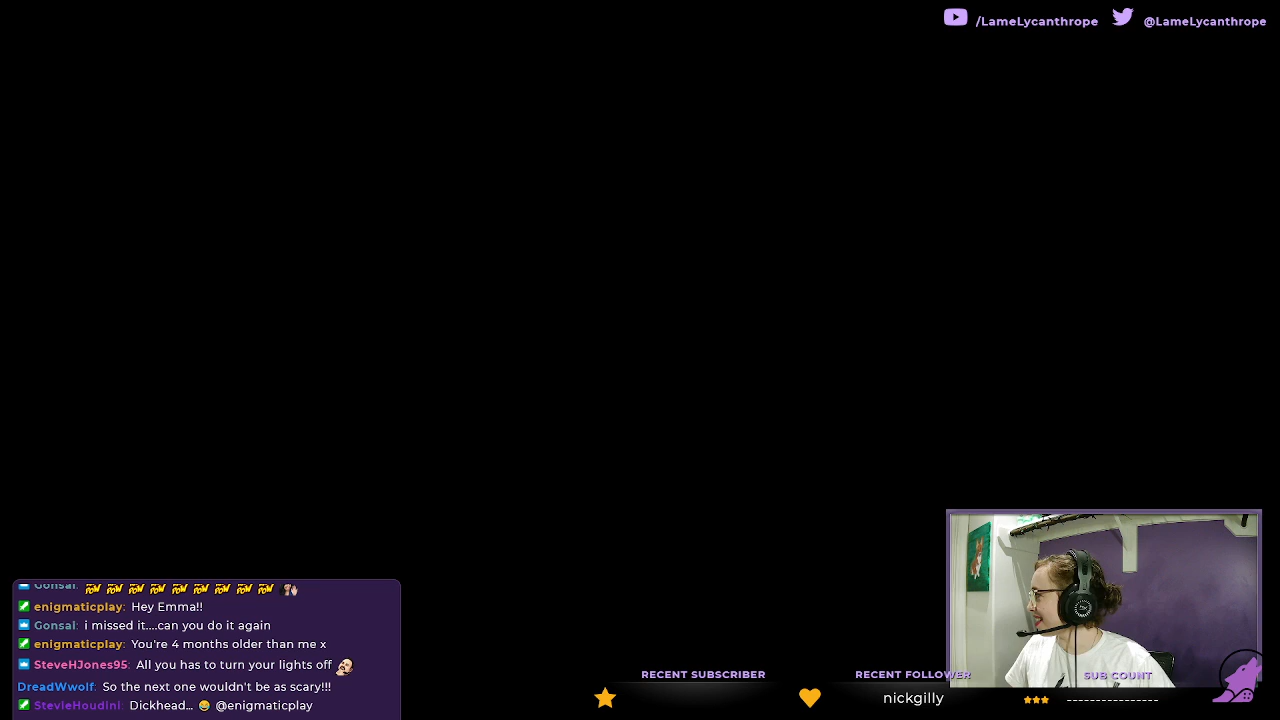 /LameLycanthrope @LameLycanthrope
Gonsal:
enigmaticplay: Hey Emma!!
Gonsal: i missed it....can you do it again
enigmaticplay: You're 4 months older than me x
SteveHJones95: All you has to turn your lights off
DreadWwolf: So the next one wouldn't be as scary!!!
StevieHoudini: Dickhead... 😂 @enigmaticplay
RECENT SUBSCRIBER
RECENT FOLLOWER
nickgilly
SUB COUNT
----------------